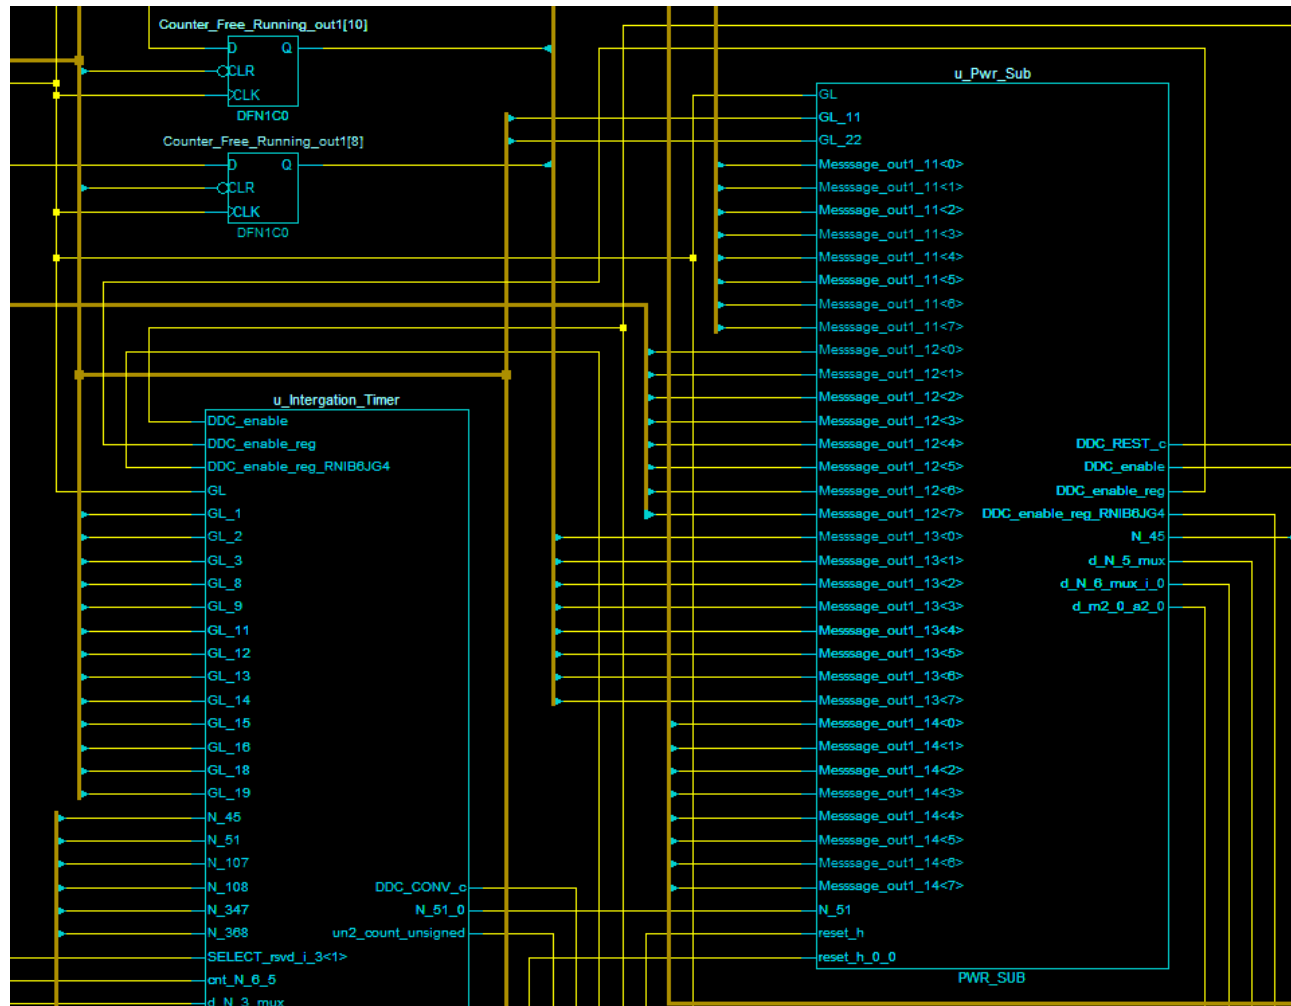 Counter_Free_Running_out1[10]
D Q
CLR
CLK
DFN1C0
Counter_Free_Running_out1[8]
D Q
CLR
CLK
DFN1C0
u_Intergation_Timer
DDC_enable
DDC_enable_reg
DDC_enable_reg_RNIB6JG4
GL
GL_1
GL_2
GL_3
GL_8
GL_9
GL_11
GL_12
GL_13
GL_14
GL_15
GL_16
GL_18
GL_19
N_45
N_51
N_107
N_108
N_347
N_368
SELECT_rsvd_i_3<1>
cnt_N_6_5
d_N_3_mux
DDC_CONV_c
N_51_0
un2_count_unsigned
u_Pwr_Sub
GL
GL_11
GL_22
Messsage_out1_11<0>
Messsage_out1_11<1>
Messsage_out1_11<2>
Messsage_out1_11<3>
Messsage_out1_11<4>
Messsage_out1_11<5>
Messsage_out1_11<6>
Messsage_out1_11<7>
Messsage_out1_12<0>
Messsage_out1_12<1>
Messsage_out1_12<2>
Messsage_out1_12<3>
Messsage_out1_12<4>
Messsage_out1_12<5>
Messsage_out1_12<6>
Messsage_out1_12<7>
Messsage_out1_13<0>
Messsage_out1_13<1>
Messsage_out1_13<2>
Messsage_out1_13<3>
Messsage_out1_13<4>
Messsage_out1_13<5>
Messsage_out1_13<6>
Messsage_out1_13<7>
Messsage_out1_14<0>
Messsage_out1_14<1>
Messsage_out1_14<2>
Messsage_out1_14<3>
Messsage_out1_14<4>
Messsage_out1_14<5>
Messsage_out1_14<6>
Messsage_out1_14<7>
N_51
reset_h
reset_h_0_0
DDC_REST_c
DDC_enable
DDC_enable_reg
DDC_enable_reg_RNIB6JG4
N_45
d_N_5_mux
d_N_6_mux_i_0
d_m2_0_a2_0
PWR_SUB